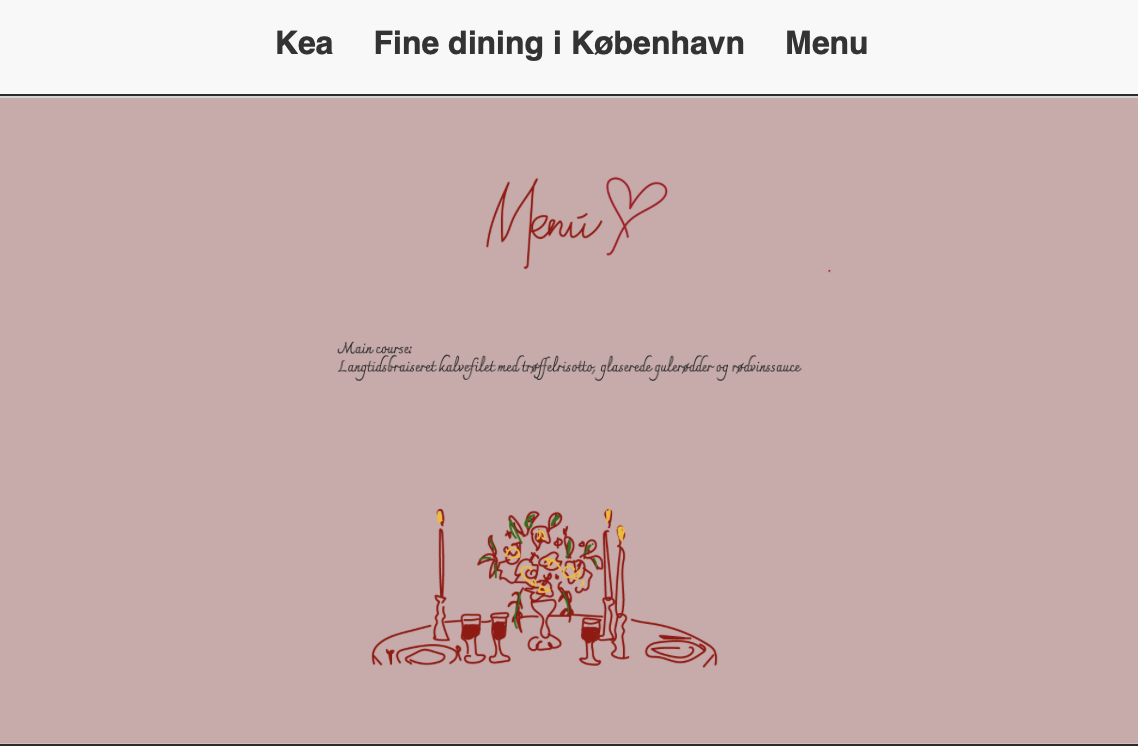 Kea Fine dining i København Menu
Menú
Main course:
Langtidsbraiseret kalvefilet med trøffelrisotto, glaserede gulerødder og rødvinssauce